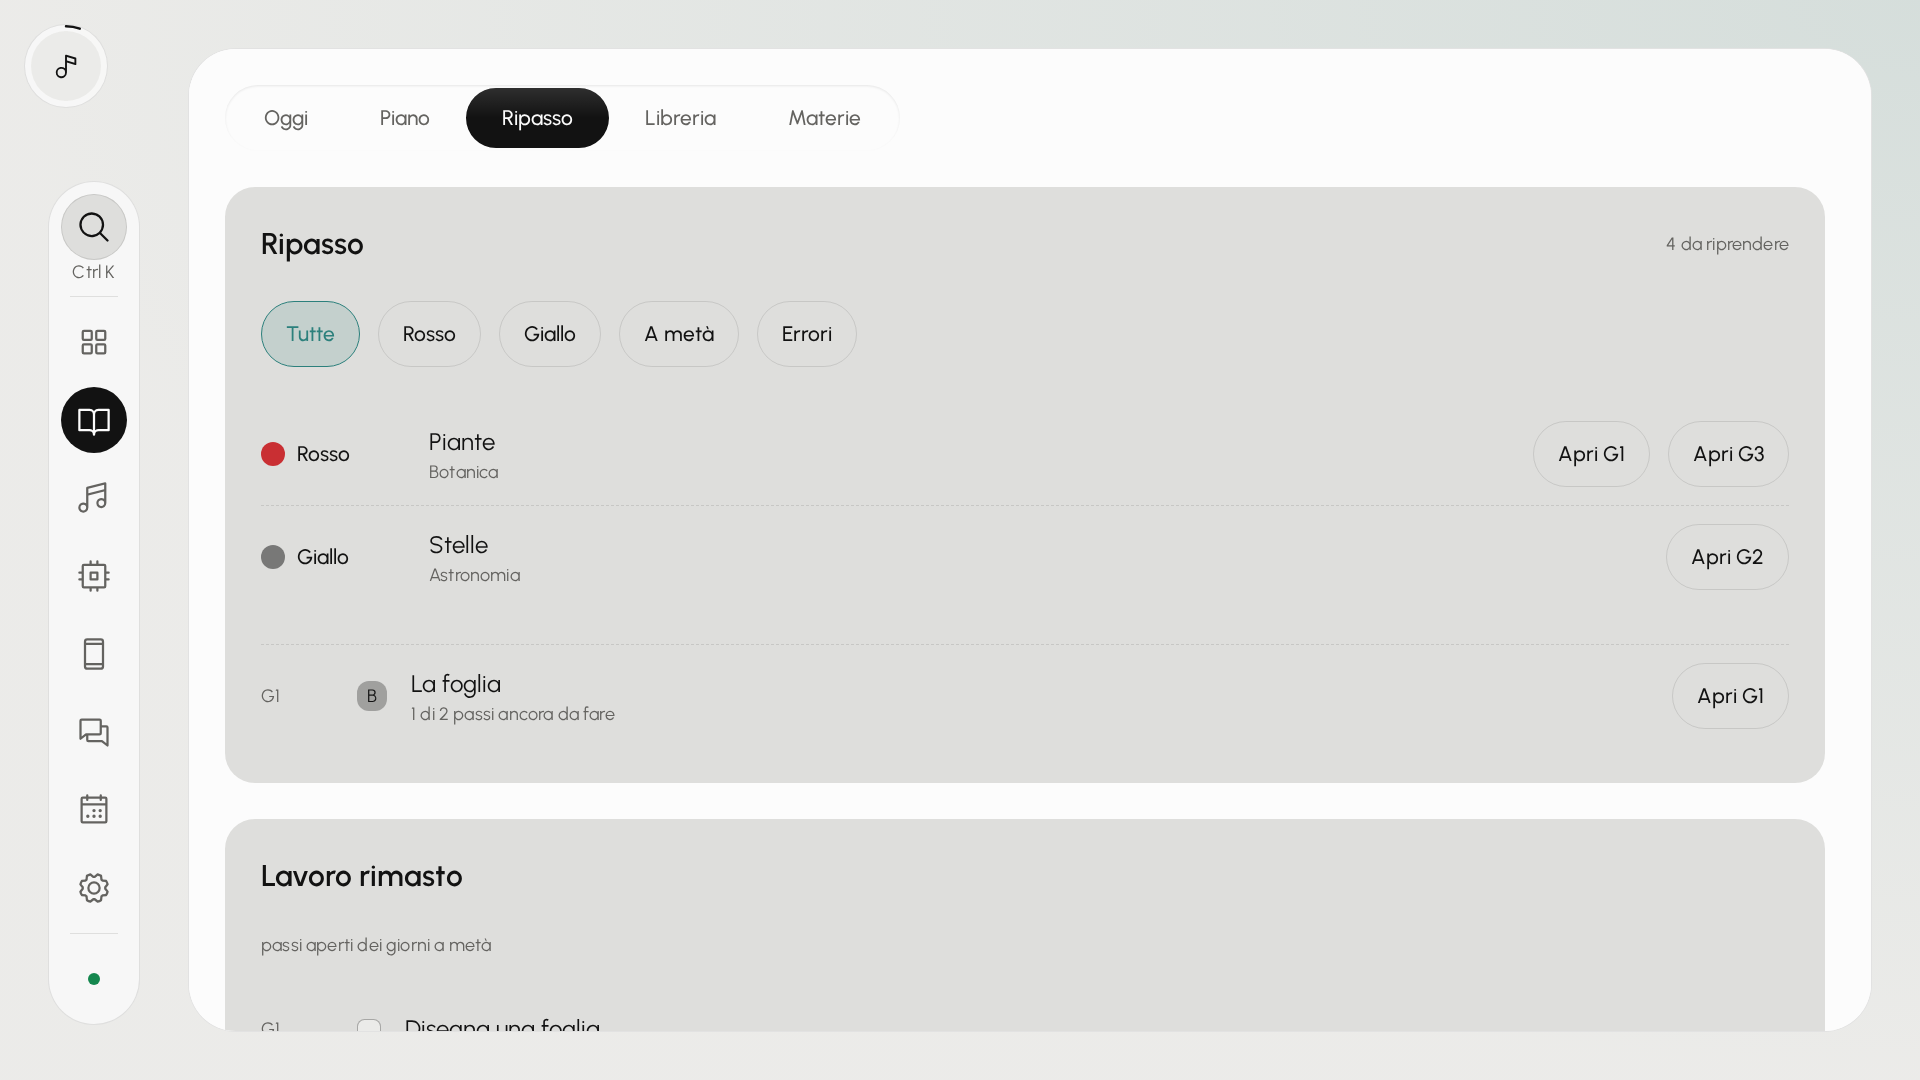 Oggi
Piano
Ripasso
Libreria
Materie
Ctrl K
Ripasso
4 da riprendere
Tutte
Rosso
Giallo
A metà
Errori
Rosso
Piante
Botanica
Apri G1
Apri G3
Giallo
Stelle
Astronomia
Apri G2
G1
B
La foglia
1 di 2 passi ancora da fare
Apri G1
Lavoro rimasto
passi aperti dei giorni a metà
G1
Disegna una foglia